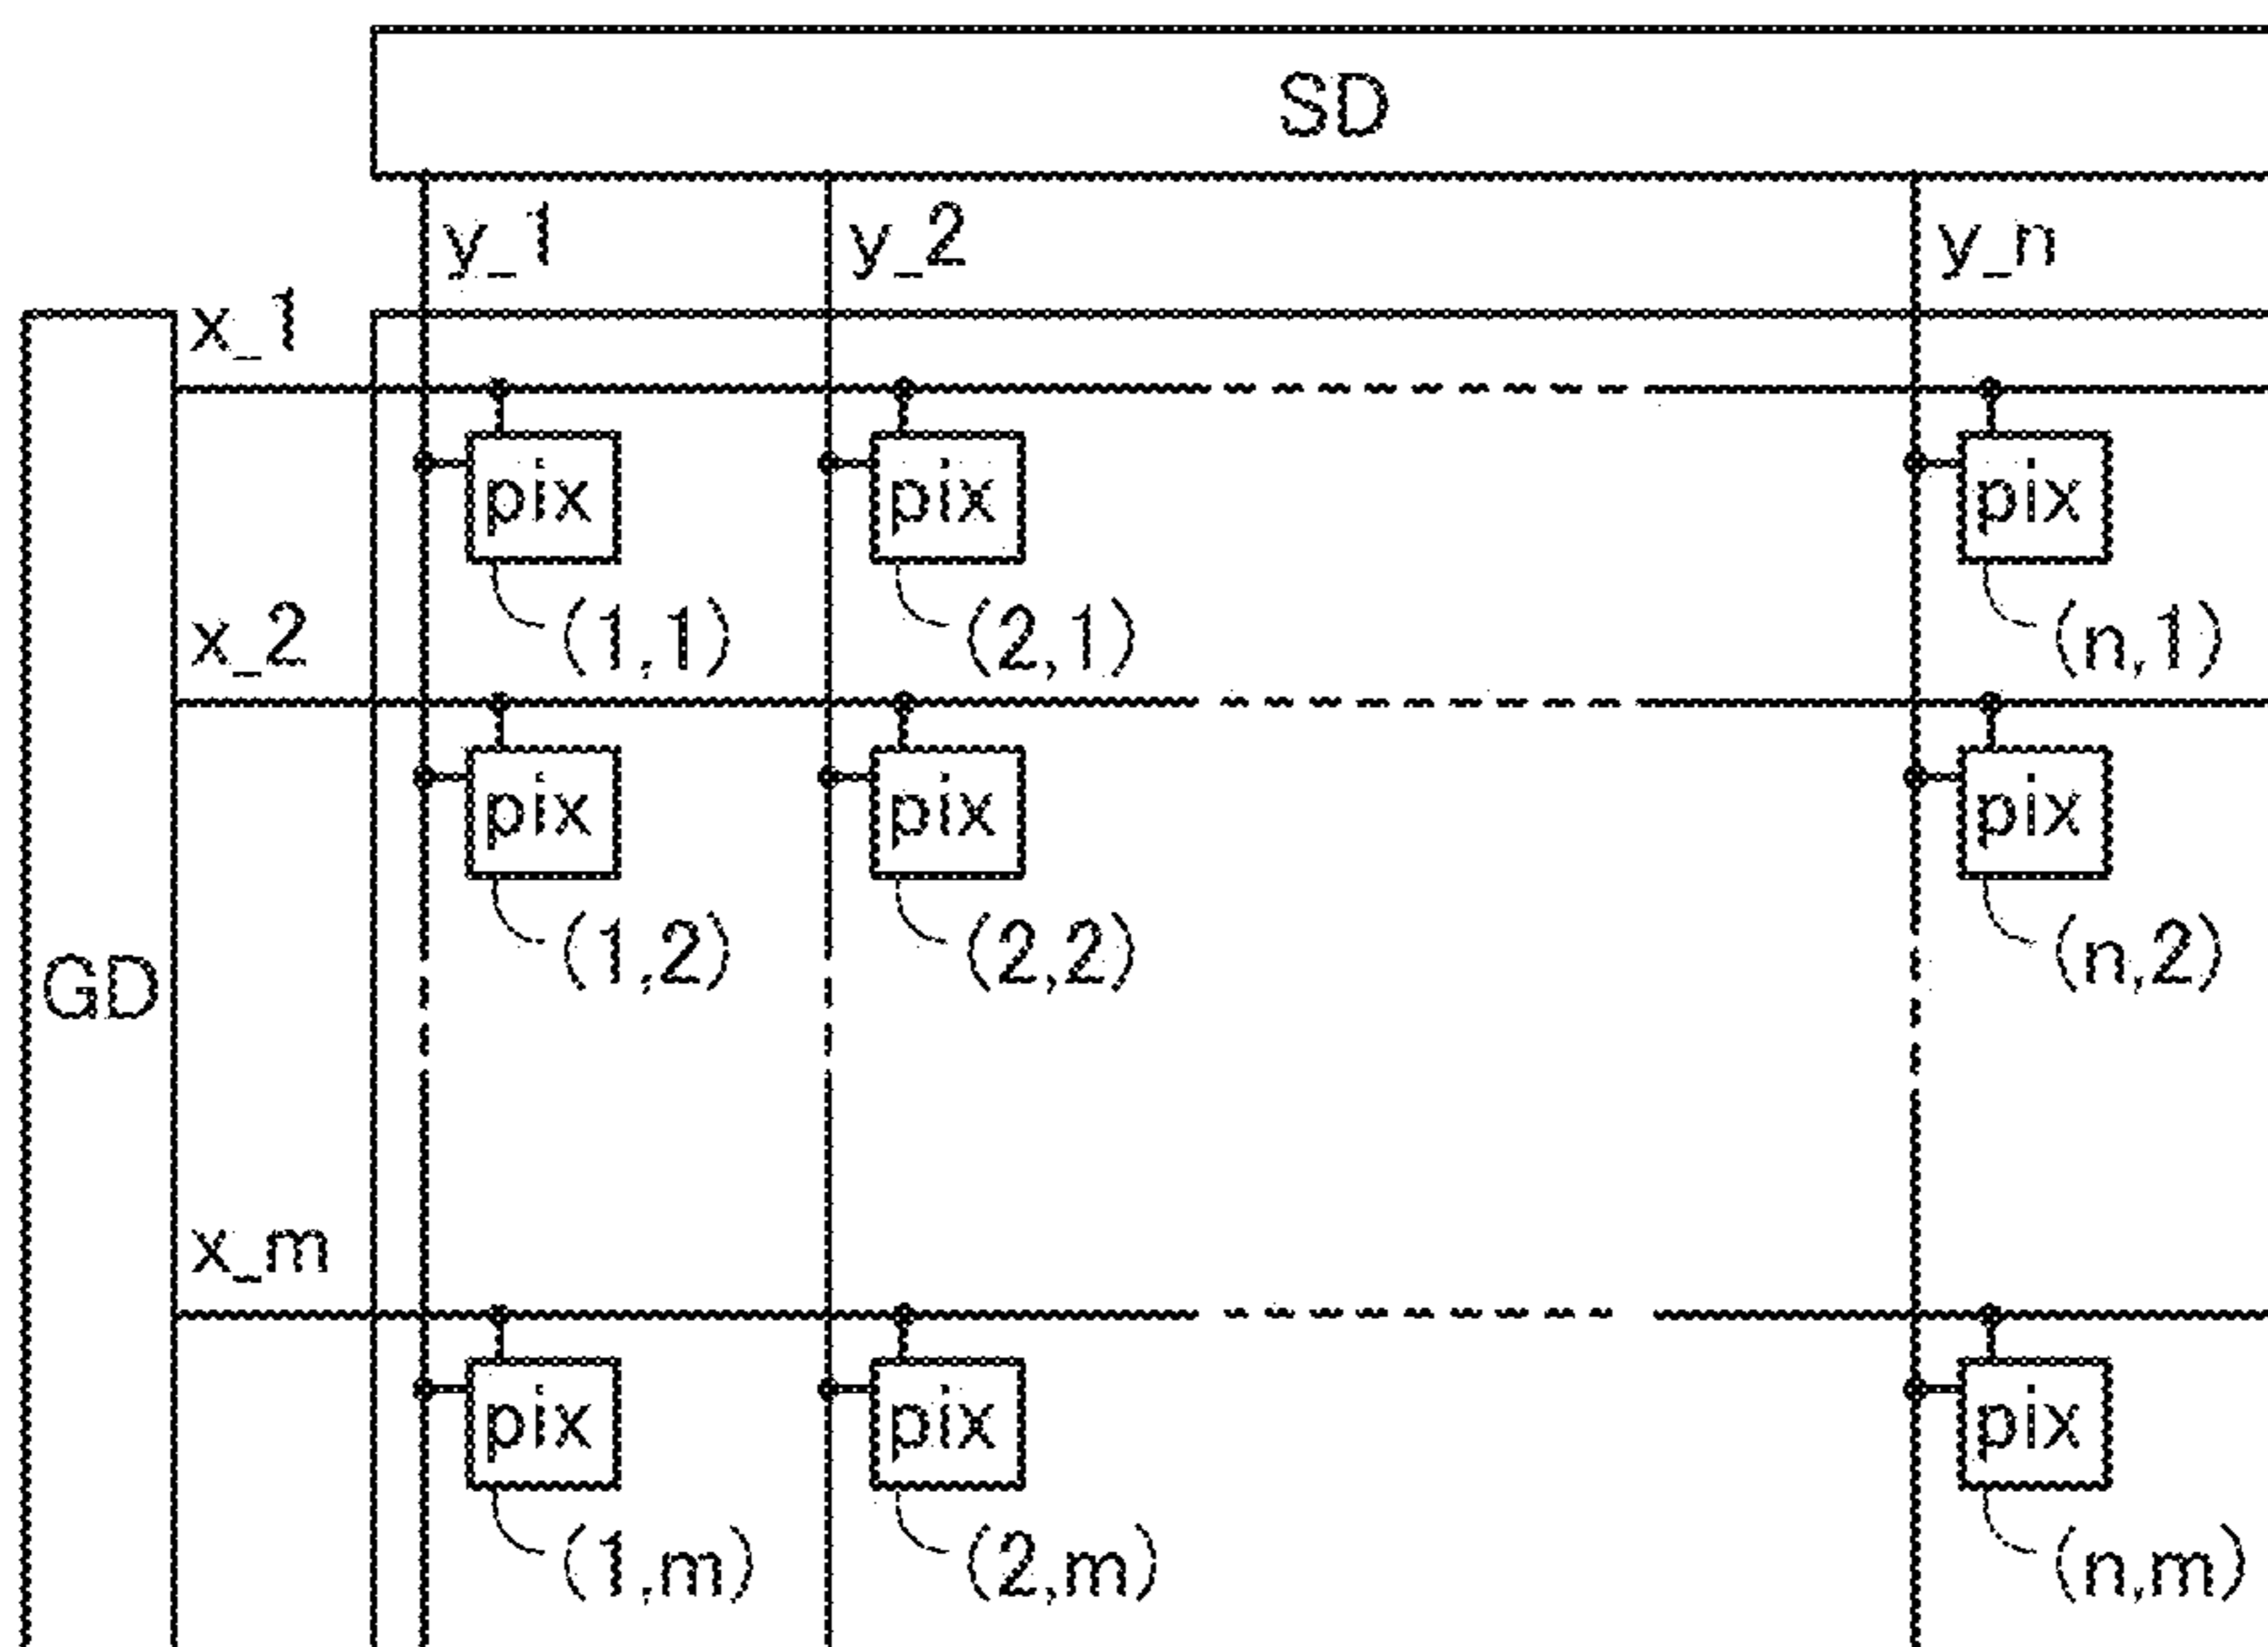 SD
y_1 y_2 y_n
x_1
pix pix pix
x_2 (1,1) (2,1) (n,1)
pix pix pix
(1,2) (2,2) (n,2)
GD
x_m
pix pix pix
(1,m) (2,m) (n,m)